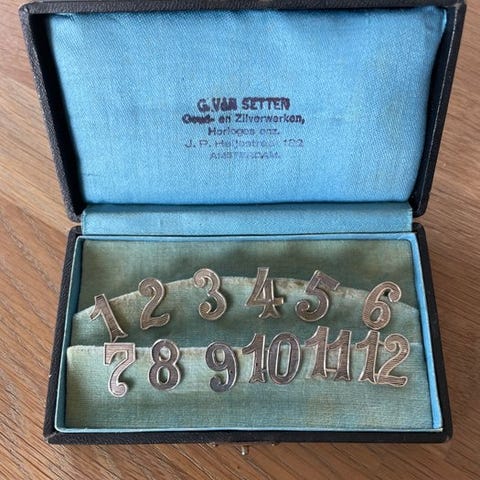 G. VAN SETTEN
Goud- en Zilverwerken,
Horloges enz.
J. P. Heijestraat 122
AMSTERDAM.
1 2 3 4 5 6
7 8 9 10 11 12